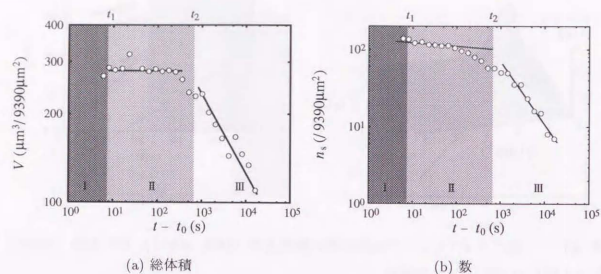 t₁ t₂
400
300
200
100
V (μm³/9390μm²)
I II III
10⁰ 10¹ 10² 10³ 10⁴ 10⁵
t − t₀ (s)
(a) 総体積
t₁ t₂
10²
10¹
10⁰
nₛ (/9390μm²)
I II III
10⁰ 10¹ 10² 10³ 10⁴ 10⁵
t − t₀ (s)
(b) 数